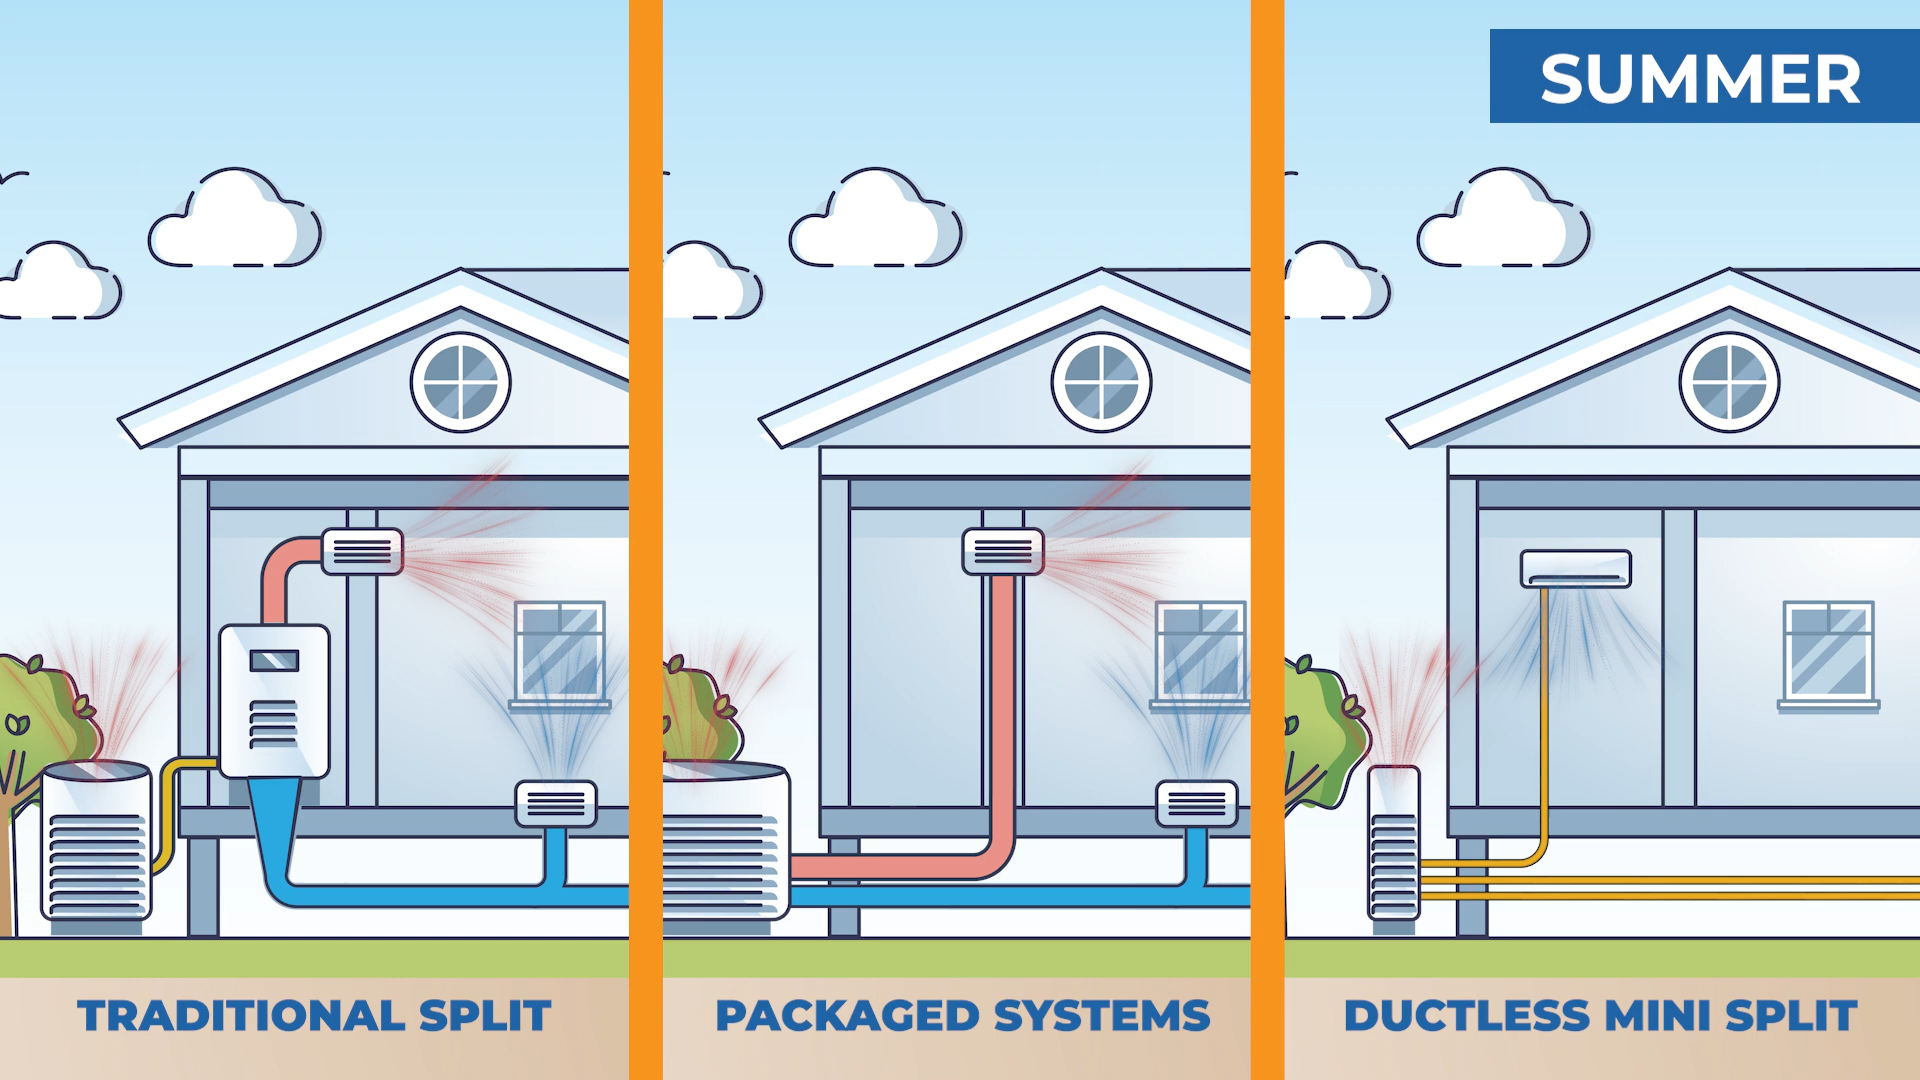 SUMMER
TRADITIONAL SPLIT
PACKAGED SYSTEMS
DUCTLESS MINI SPLIT